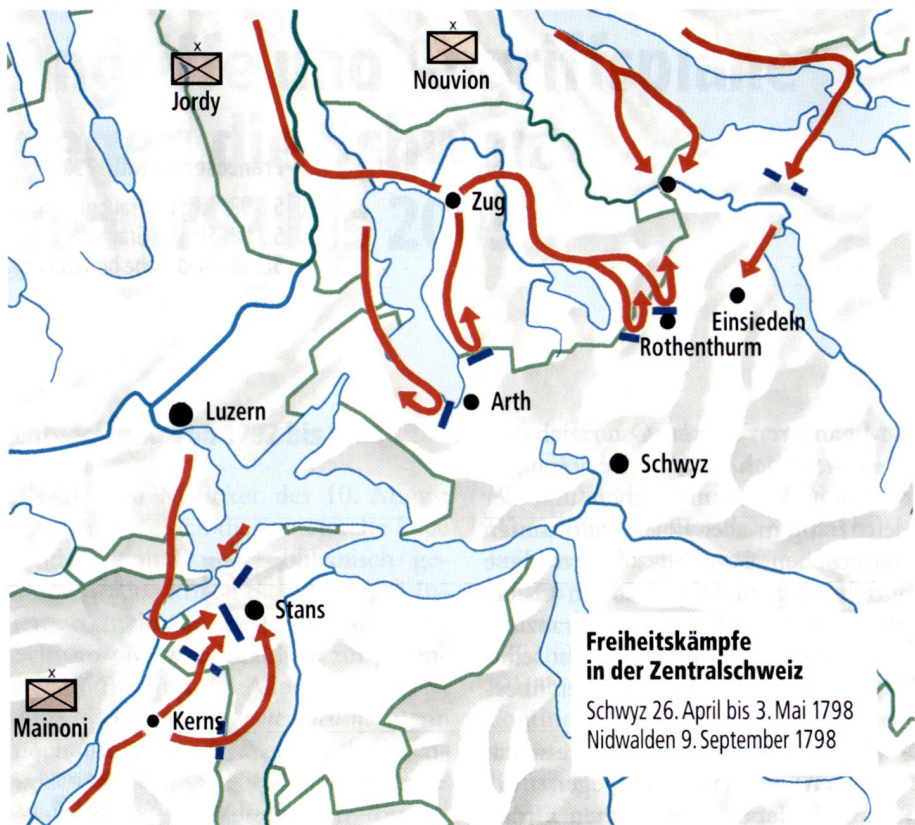 x
Jordy
x
Nouvion
Zug
Einsiedeln
Rothenthurm
Arth
Luzern
Schwyz
Stans
x
Mainoni
Kerns
Freiheitskämpfe
in der Zentralschweiz
Schwyz 26. April bis 3. Mai 1798
Nidwalden 9. September 1798